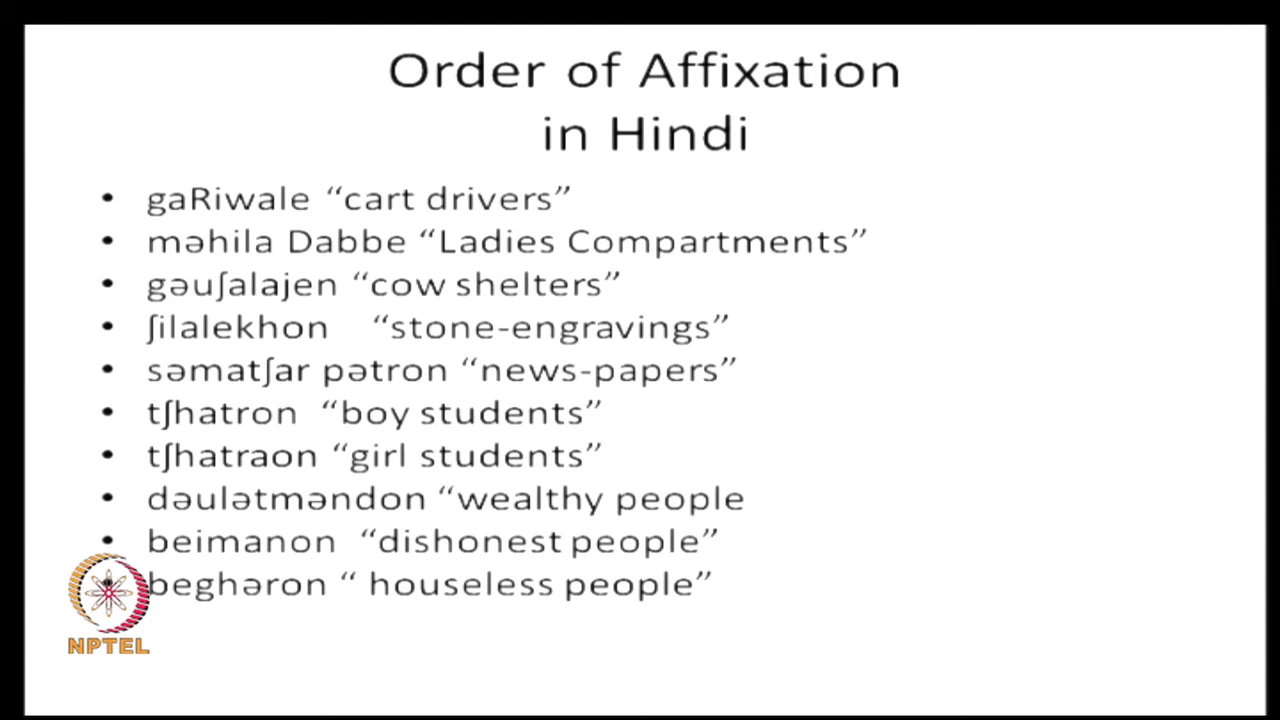 Order of Affixation
in Hindi
• gaRiwale “cart drivers”
• məhila Dabbe “Ladies Compartments”
• gəuʃalajen “cow shelters”
• ʃilalekhon “stone-engravings”
• səmatʃar pətron “news-papers”
• tʃhatron “boy students”
• tʃhatraon “girl students”
• dəulətməndon “wealthy people
• beimanon “dishonest people”
• beghəron “ houseless people”
NPTEL